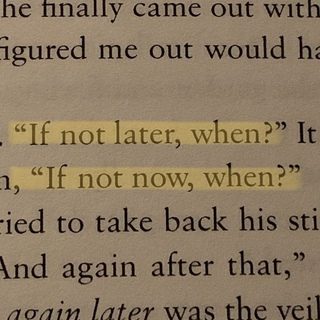 he finally came out with
figured me out would ha
. “If not later, when?” It
n, “If not now, when?”
ried to take back his sti
And again after that,”
again later was the veil